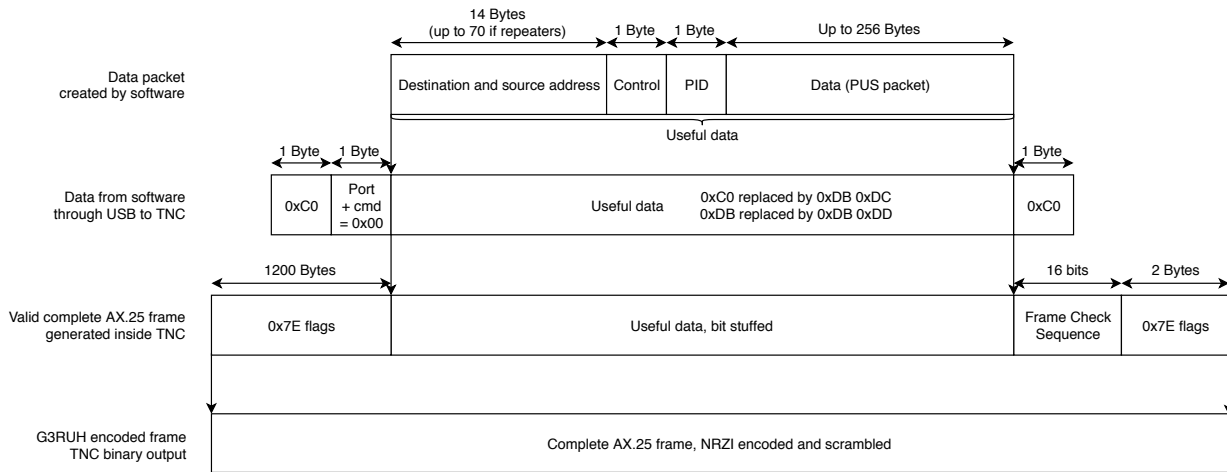 14 Bytes
(up to 70 if repeaters)
1 Byte
1 Byte
Up to 256 Bytes
Data packet
created by software
Destination and source address
Control
PID
Data (PUS packet)
Useful data
1 Byte
1 Byte
1 Byte
Data from software
through USB to TNC
0xC0
Port
+ cmd
= 0x00
Useful data
0xC0 replaced by 0xDB 0xDC
0xDB replaced by 0xDB 0xDD
0xC0
1200 Bytes
16 bits
2 Bytes
Valid complete AX.25 frame
generated inside TNC
0x7E flags
Useful data, bit stuffed
Frame Check
Sequence
0x7E flags
G3RUH encoded frame
TNC binary output
Complete AX.25 frame, NRZI encoded and scrambled